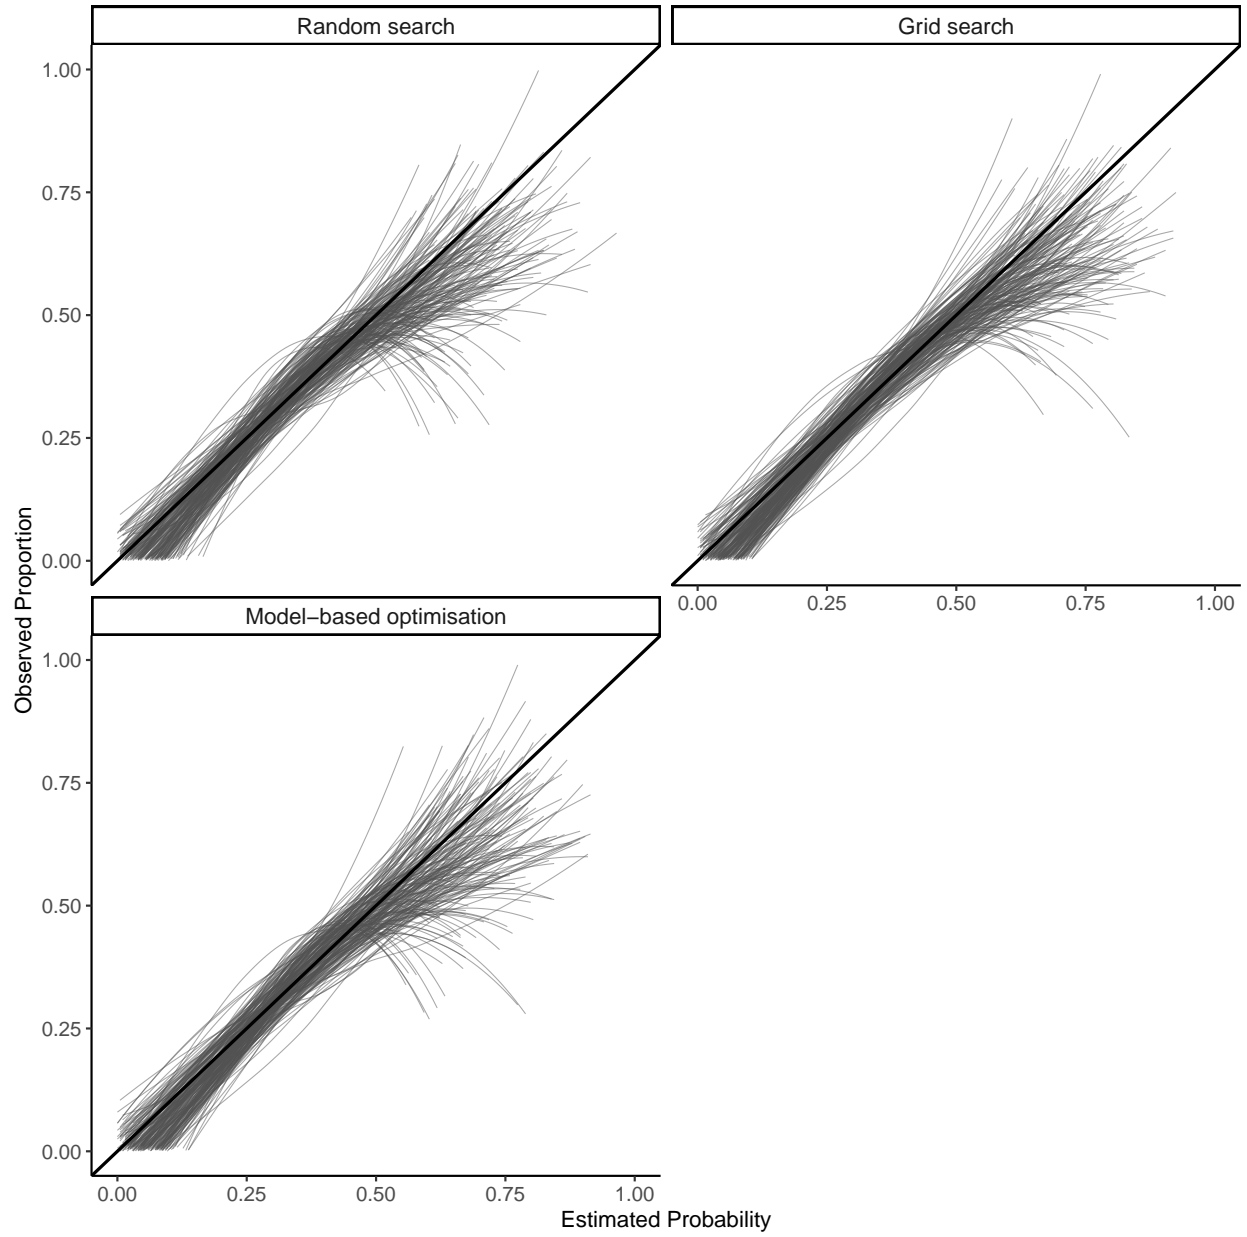 Random search
Grid search
1.00
0.75
0.50
0.25
0.00
0.00 0.25 0.50 0.75 1.00
Model−based optimisation
Observed Proportion
1.00
0.75
0.50
0.25
0.00
0.00 0.25 0.50 0.75 1.00
Estimated Probability